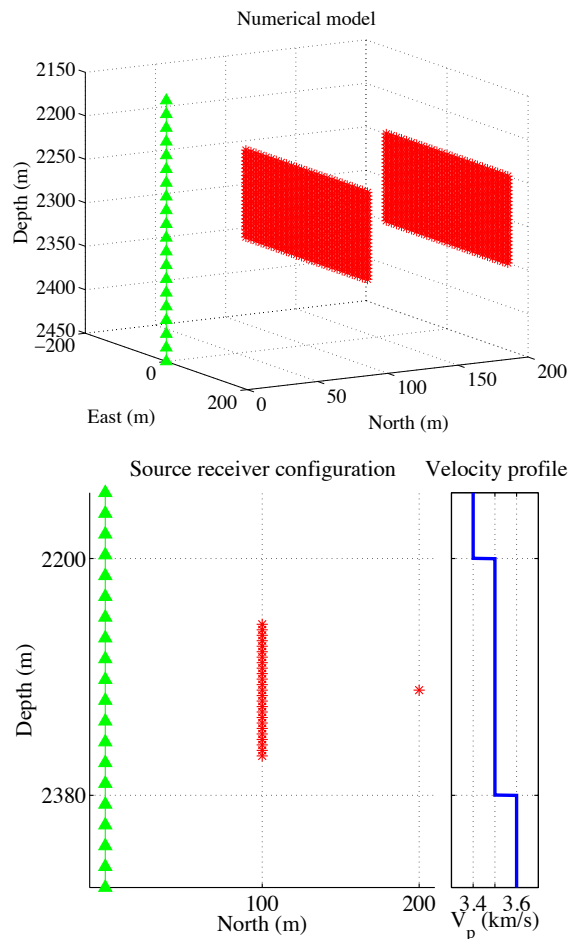 Numerical model
2150
2200
2250
2300
2350
2400
2450
Depth (m)
−200
0
200
East (m)
0
50
100
150
200
North (m)
Source receiver configuration
Velocity profile
2200
2380
Depth (m)
100
200
North (m)
3.4
3.6
Vp (km/s)